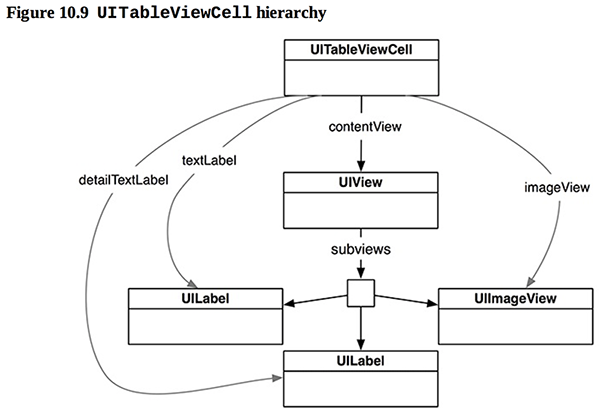 Figure 10.9 UITableViewCell hierarchy
UITableViewCell
contentView
textLabel
detailTextLabel
imageView
UIView
subviews
UILabel
UIImageView
UILabel